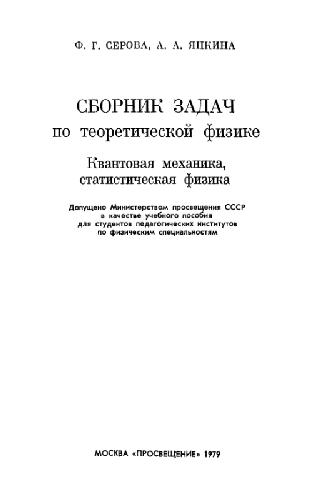 Ф. Г. СЕРОВА, А. А. ЯНКИНА
СБОРНИК ЗАДАЧ
по теоретической физике
Квантовая механика,
статистическая физика
Допущено Министерством просвещения СССР
в качестве учебного пособия
для студентов педагогических институтов
по физическим специальностям
МОСКВА «ПРОСВЕЩЕНИЕ» 1979